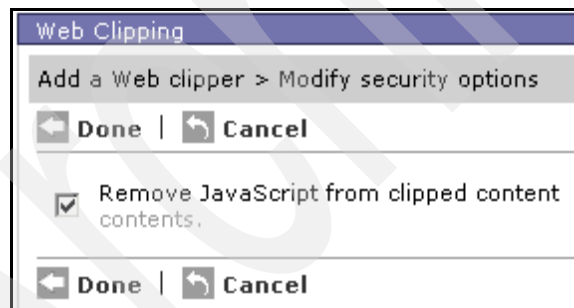 Web Clipping
Add a Web clipper > Modify security options
Done | Cancel
Remove JavaScript from clipped content
contents.
Done | Cancel